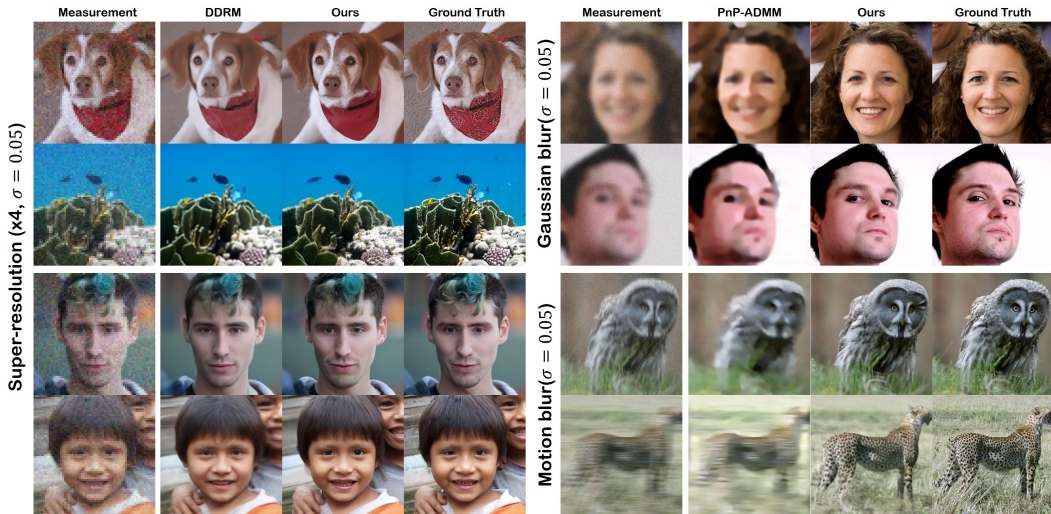 Measurement DDRM Ours Ground Truth
Super-resolution (x4, σ = 0.05)
Measurement PnP-ADMM Ours Ground Truth
Gaussian blur(σ = 0.05)
Motion blur(σ = 0.05)